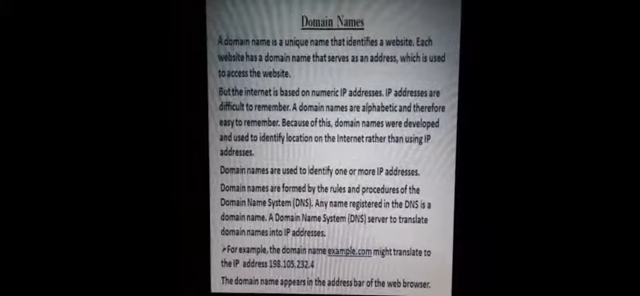 Domain Names
A domain name is a unique name that identifies a website. Each
website has a domain name that serves as an address, which is used
to access the website.
But the internet is based on numeric IP addresses. IP addresses are
difficult to remember. A domain names are alphabetic and therefore
easy to remember. Because of this, domain names were developed
and used to identify location on the Internet rather than using IP
addresses.
Domain names are used to identify one or more IP addresses.
Domain names are formed by the rules and procedures of the
Domain Name System (DNS). Any name registered in the DNS is a
domain name. A Domain Name System (DNS) server to translate
domain names into IP addresses.
➢For example, the domain name example.com might translate to
the IP address 198.105.232.4
The domain name appears in the address bar of the web browser.